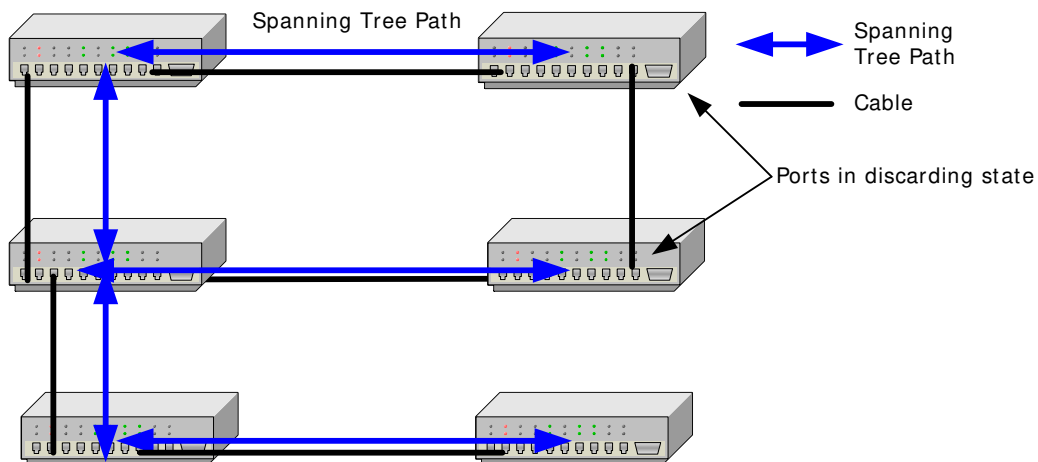 Spanning Tree Path
Spanning
Tree Path
Cable
Ports in discarding state